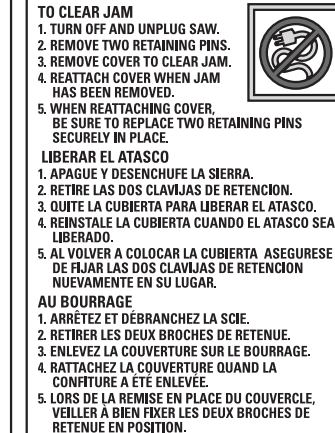 TO CLEAR JAM
1. TURN OFF AND UNPLUG SAW.
2. REMOVE TWO RETAINING PINS.
3. REMOVE COVER TO CLEAR JAM.
4. REATTACH COVER WHEN JAM
HAS BEEN REMOVED.
5. WHEN REATTACHING COVER,
BE SURE TO REPLACE TWO RETAINING PINS
SECURELY IN PLACE.
LIBERAR EL ATASCO
1. APAGUE Y DESENCHUFE LA SIERRA.
2. RETIRE LAS DOS CLAVIJAS DE RETENCION.
3. QUITE LA CUBIERTA PARA LIBERAR EL ATASCO.
4. REINSTALE LA CUBIERTA CUANDO EL ATASCO SEA
LIBERADO.
5. AL VOLVER A COLOCAR LA CUBIERTA ASEGURESE
DE FIJAR LAS DOS CLAVIJAS DE RETENCION
NUEVAMENTE EN SU LUGAR.
AU BOURRAGE
1. ARRÊTEZ ET DÉBRANCHEZ LA SCIE.
2. RETIRER LES DEUX BROCHES DE RETENUE.
3. ENLEVEZ LA COUVERTURE SUR LE BOURRAGE.
4. RATTACHEZ LA COUVERTURE QUAND LA
CONFITURE A ÉTÉ ENLEVÉE.
5. LORS DE LA REMISE EN PLACE DU COUVERCLE,
VEILLER À BIEN FIXER LES DEUX BROCHES DE
RETENUE EN POSITION.